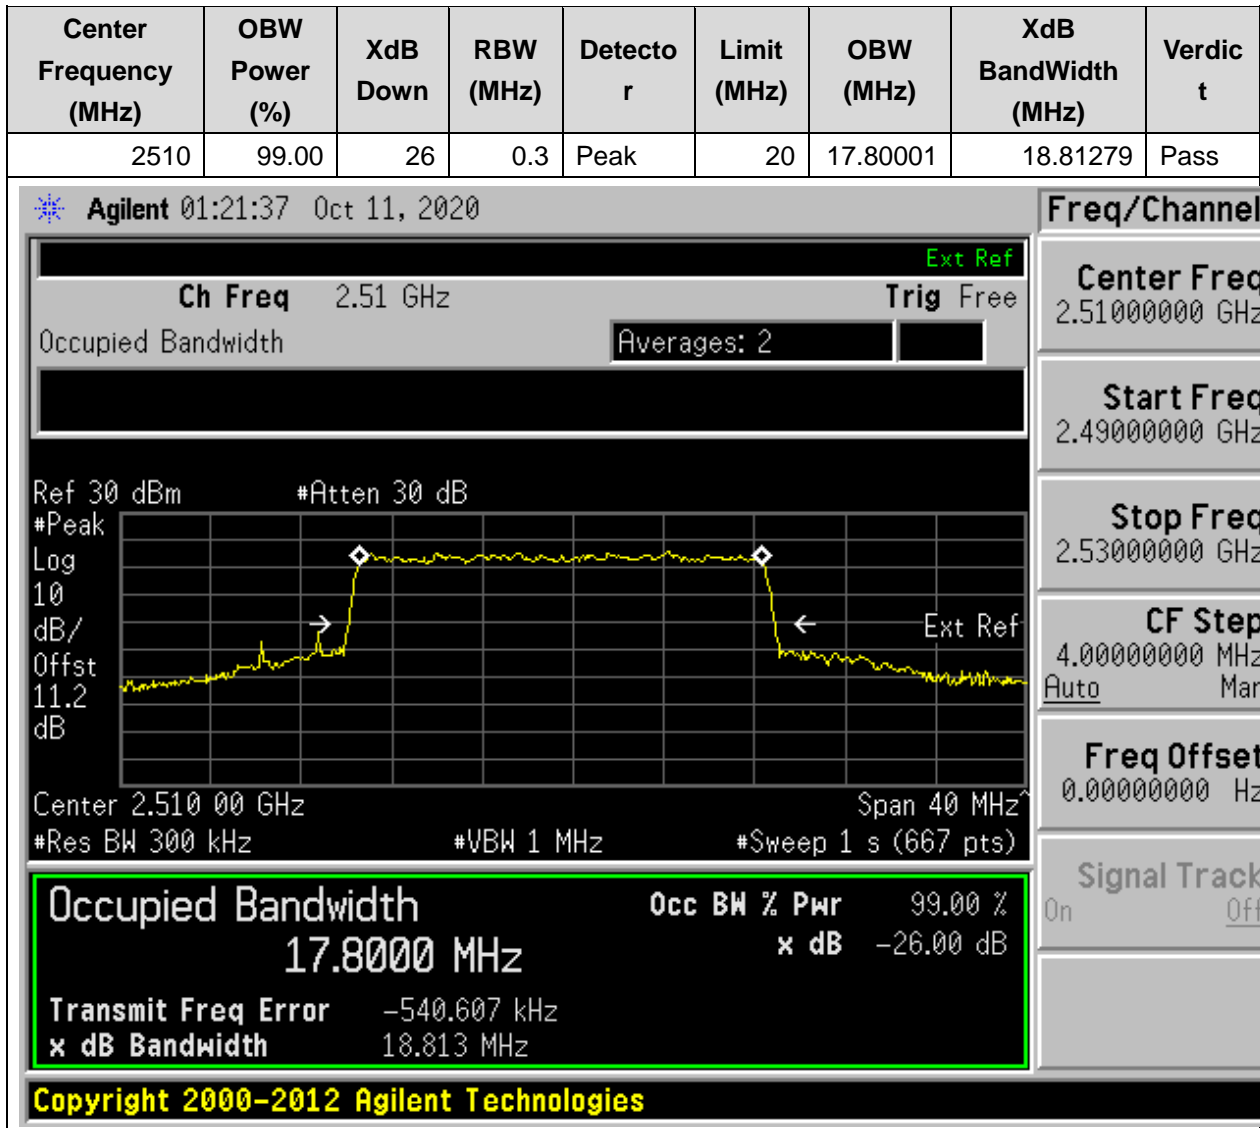 Center Frequency (MHz) OBW Power (%) XdB Down RBW (MHz) Detecto r Limit (MHz) OBW (MHz) XdB BandWidth (MHz) Verdic t
2510 99.00 26 0.3 Peak 20 17.80001 18.81279 Pass
Agilent 01:21:37 Oct 11, 2020
Ext Ref
Ch Freq 2.51 GHz Trig Free
Occupied Bandwidth Averages: 2
Ref 30 dBm #Atten 30 dB
#Peak
Log
10
dB/
Offst
11.2
dB
Ext Ref
Center 2.510 00 GHz Span 40 MHz^
#Res BW 300 kHz #VBW 1 MHz #Sweep 1 s (667 pts)
Occupied Bandwidth Occ BW % Pwr 99.00 %
17.8000 MHz x dB -26.00 dB
Transmit Freq Error -540.607 kHz
x dB Bandwidth 18.813 MHz
Freq/Channel
Center Freq
2.51000000 GHz
Start Freq
2.49000000 GHz
Stop Freq
2.53000000 GHz
CF Step
4.00000000 MHz
Auto Man
Freq Offset
0.00000000 Hz
Signal Track
On Off
Copyright 2000-2012 Agilent Technologies